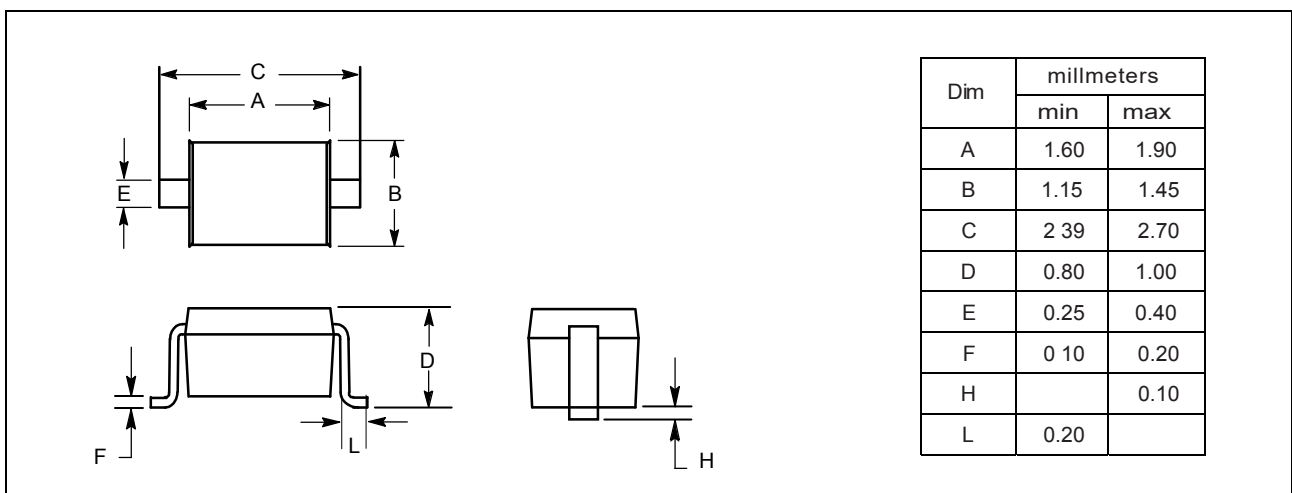 C
A
E
B
D
F
L
H
Dim millmeters
min max
A 1.60 1.90
B 1.15 1.45
C 2 39 2.70
D 0.80 1.00
E 0.25 0.40
F 0 10 0.20
H 0.10
L 0.20